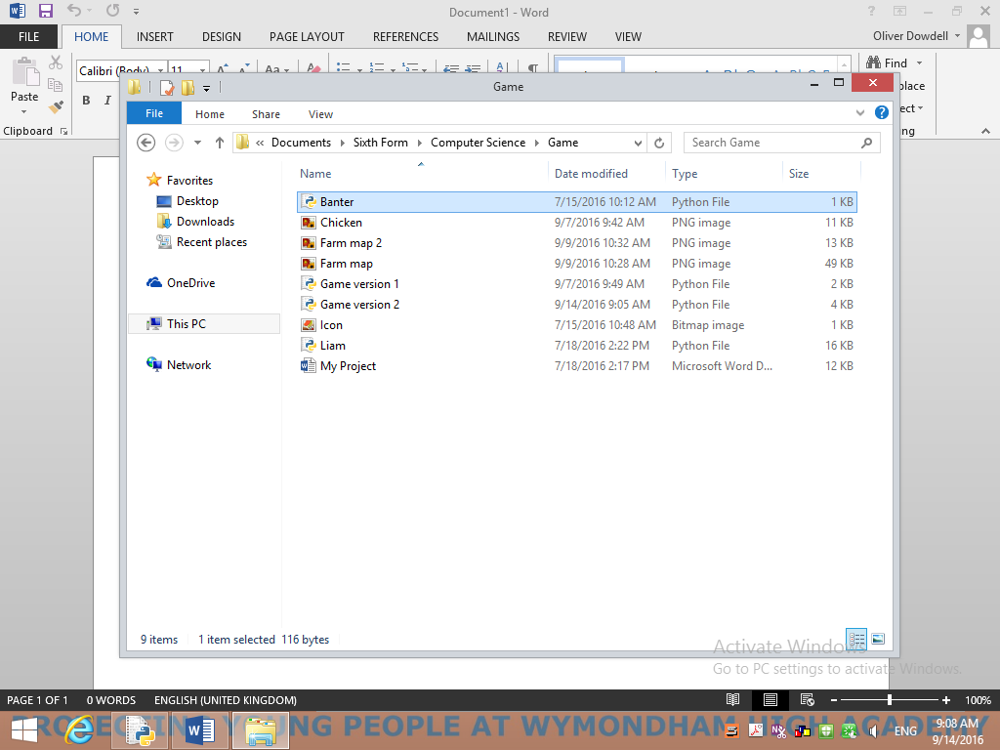 Document1 - Word
FILE HOME INSERT DESIGN PAGE LAYOUT REFERENCES MAILINGS REVIEW VIEW Oliver Dowdell
Calibri (Body) 11 Aa Find
Paste B I
Clipboard
Game
File Home Share View
« Documents Sixth Form Computer Science Game Search Game
Name Date modified Type Size
Favorites
Desktop
Downloads
Recent places
OneDrive
This PC
Network
Banter 7/15/2016 10:12 AM Python File 1 KB
Chicken 9/7/2016 9:42 AM PNG image 11 KB
Farm map 2 9/9/2016 10:32 AM PNG image 13 KB
Farm map 9/9/2016 10:28 AM PNG image 49 KB
Game version 1 9/7/2016 9:49 AM Python File 2 KB
Game version 2 9/14/2016 9:05 AM Python File 4 KB
Icon 7/15/2016 10:48 AM Bitmap image 1 KB
Liam 7/18/2016 2:22 PM Python File 16 KB
My Project 7/18/2016 2:17 PM Microsoft Word D... 12 KB
9 items 1 item selected 116 bytes
Activate Windows
Go to PC settings to activate Windows.
PAGE 1 OF 1 0 WORDS ENGLISH (UNITED KINGDOM) 100%
PEOPLE AT WYMONDHAM HIGH ACADEMY
ENG 9:08 AM
9/14/2016